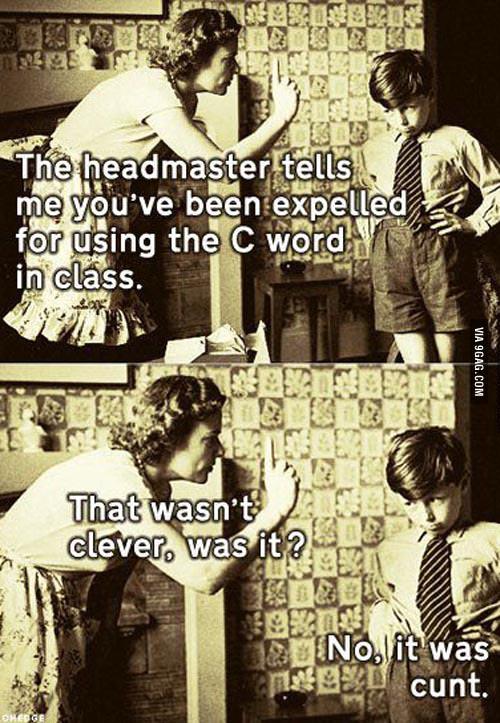 The headmaster tells
me you've been expelled
for using the C word
in class.
VIA 9GAG.COM
That wasn't
clever, was it?
No, it was
cunt.
CHEDGE